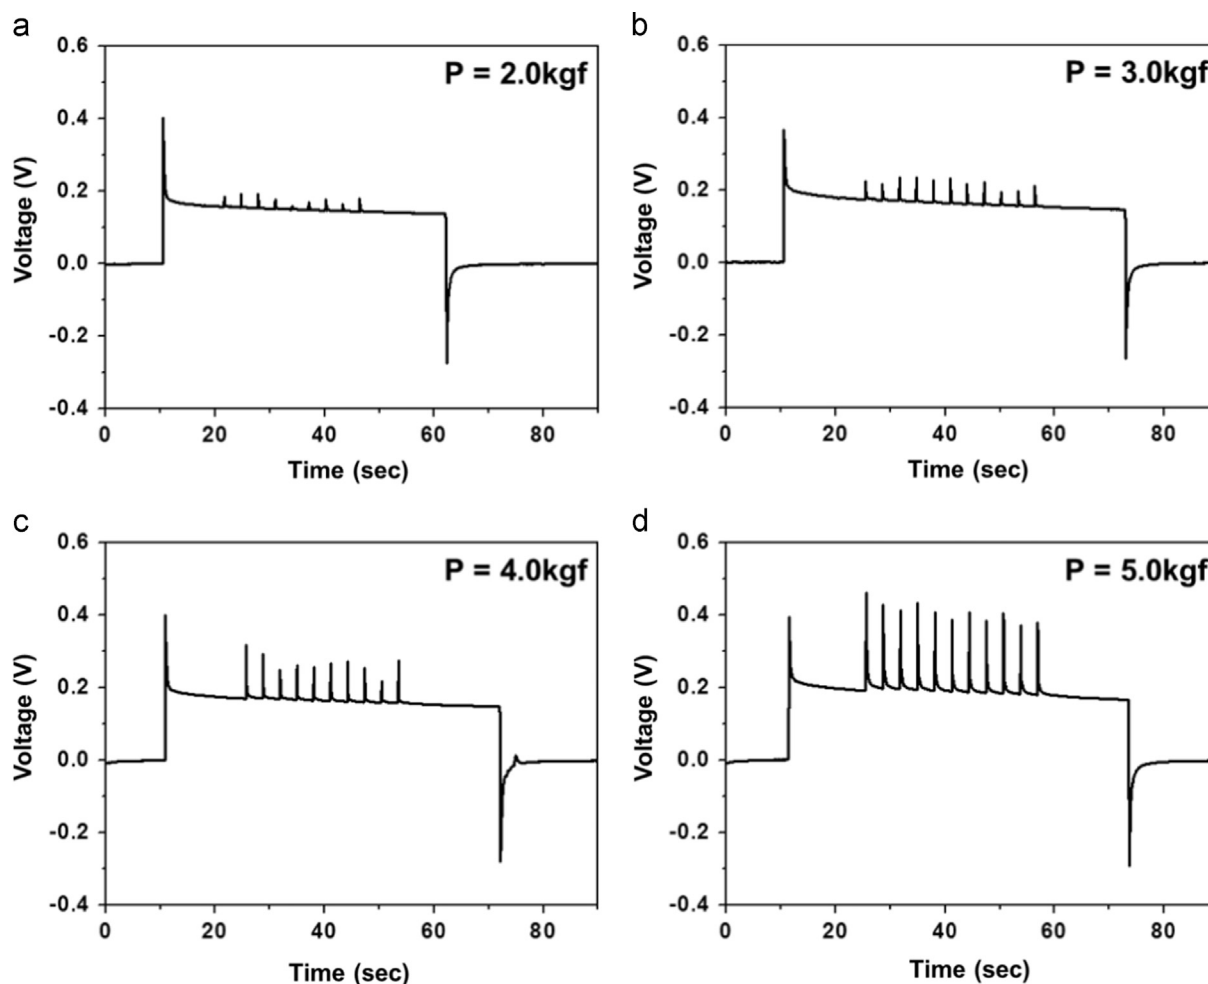 a
P = 2.0kgf
0.6
0.4
0.2
0.0
-0.2
-0.4
Voltage (V)
0 20 40 60 80
Time (sec)
b
P = 3.0kgf
0.6
0.4
0.2
0.0
-0.2
-0.4
Voltage (V)
0 20 40 60 80
Time (sec)
c
P = 4.0kgf
0.6
0.4
0.2
0.0
-0.2
-0.4
Voltage (V)
0 20 40 60 80
Time (sec)
d
P = 5.0kgf
0.6
0.4
0.2
0.0
-0.2
-0.4
Voltage (V)
0 20 40 60 80
Time (sec)